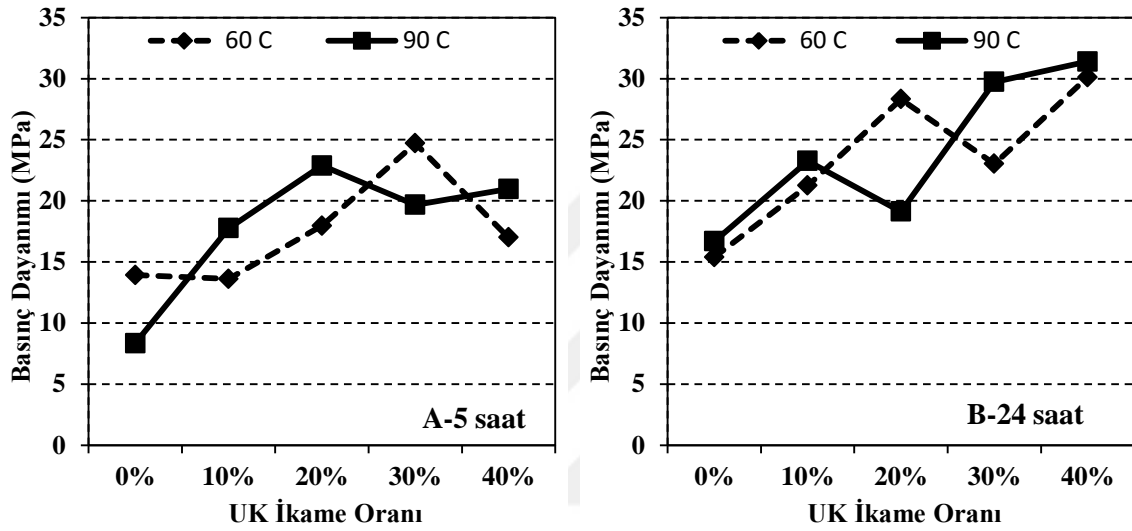 Basınç Dayanımı (MPa)
35
30
25
20
15
10
5
0
60 C
90 C
A-5 saat
0% 10% 20% 30% 40%
UK İkame Oranı
Basınç Dayanımı (MPa)
35
30
25
20
15
10
5
0
60 C
90 C
B-24 saat
0% 10% 20% 30% 40%
UK İkame Oranı